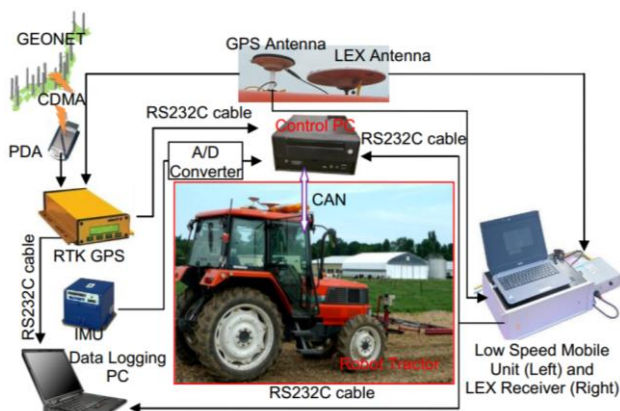 GEONET
GPS Antenna
LEX Antenna
CDMA
RS232C cable
Control PC
RS232C cable
PDA
A/D
Converter
CAN
RTK GPS
RS232C cable
IMU
Data Logging
PC
Robot Tractor
RS232C cable
Low Speed Mobile
Unit (Left) and
LEX Receiver (Right)